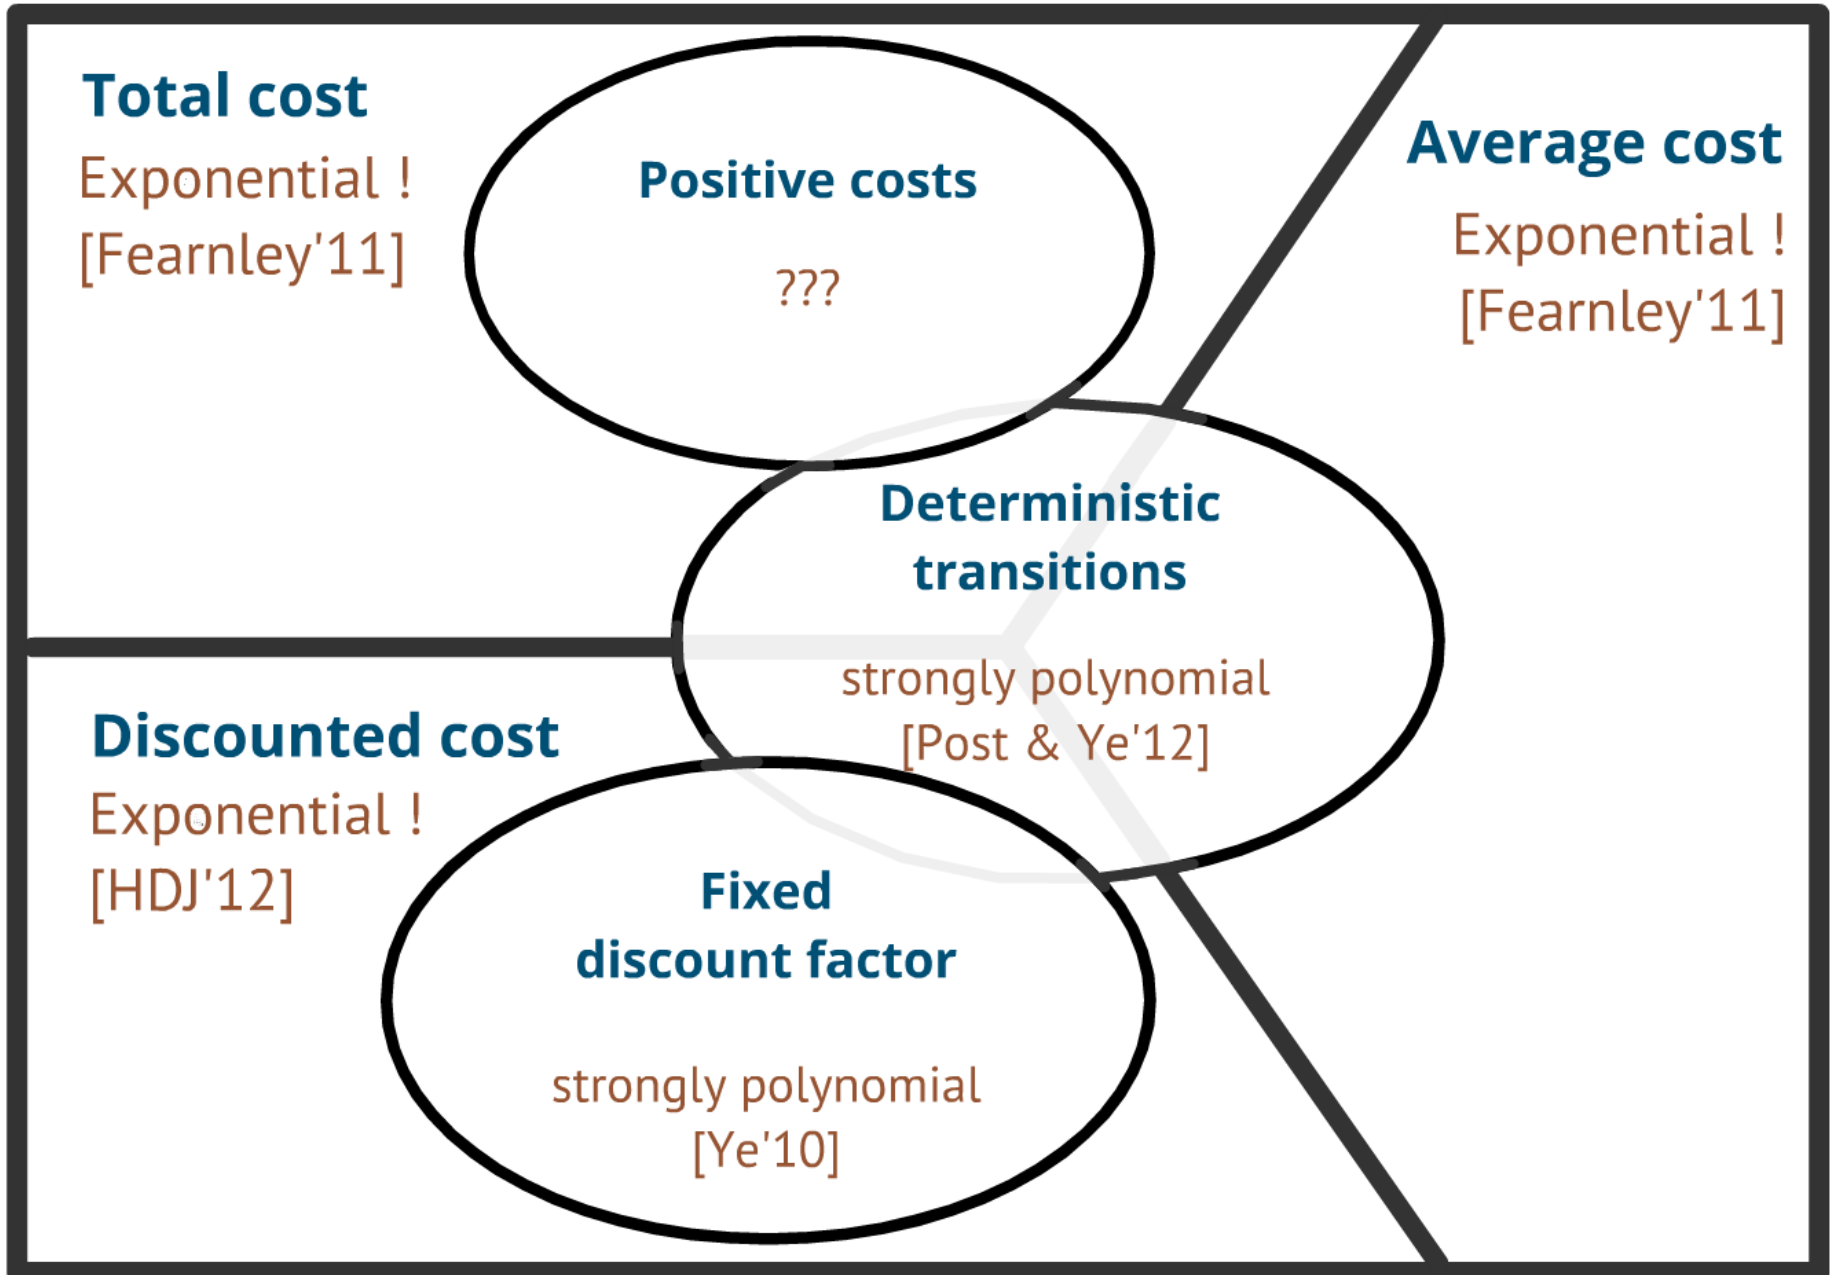 Total cost
Exponential !
[Fearnley'11]
Positive costs
???
Average cost
Exponential !
[Fearnley'11]
Deterministic
transitions
strongly polynomial
[Post & Ye'12]
Discounted cost
Exponential !
[HDJ'12]
Fixed
discount factor
strongly polynomial
[Ye'10]